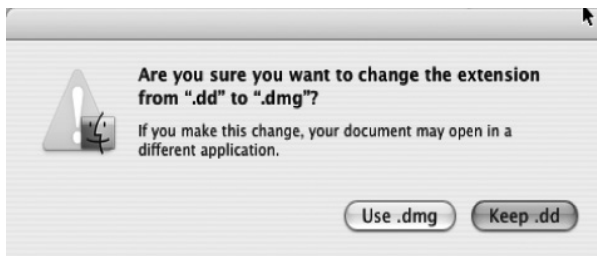 Are you sure you want to change the extension
from “.dd” to “.dmg”?
If you make this change, your document may open in a
different application.
Use .dmg Keep .dd